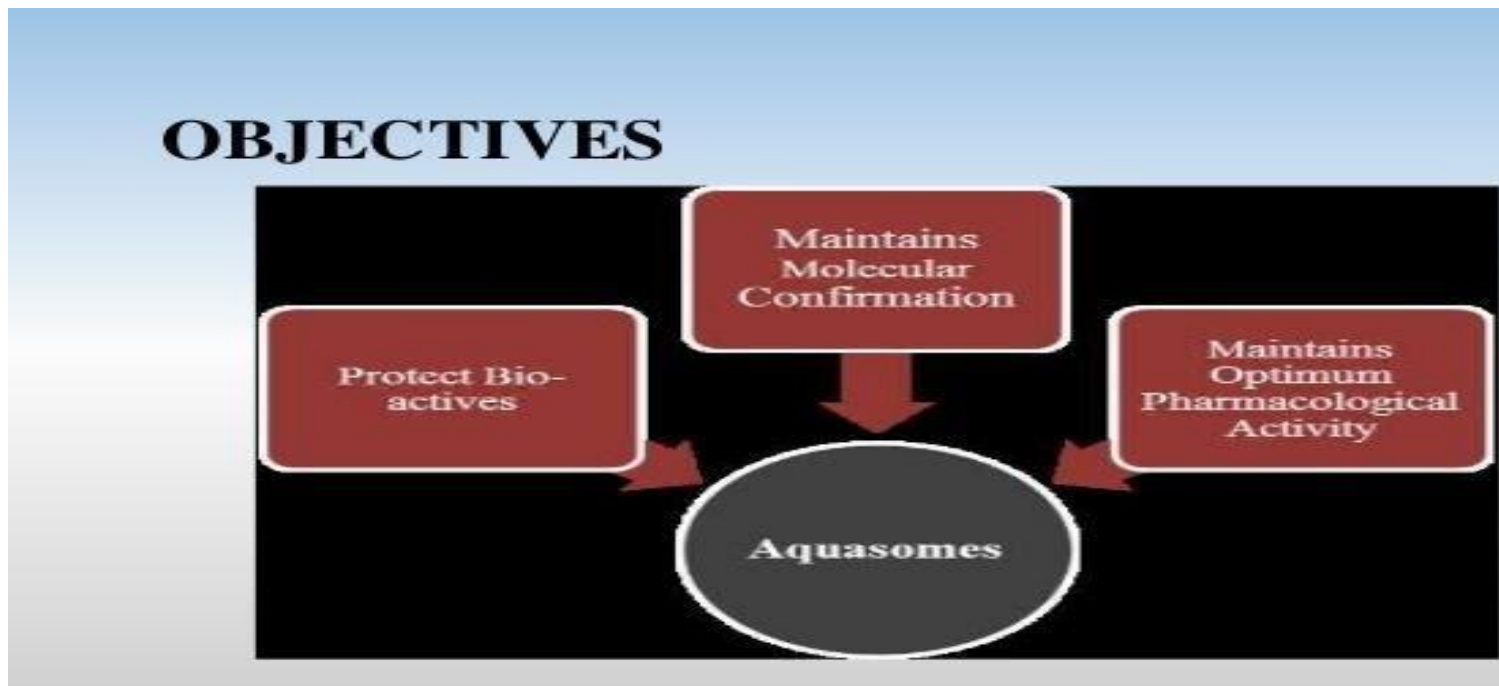 OBJECTIVES
Maintains
Molecular
Confirmation
Protect Bio-
actives
Maintains
Optimum
Pharmacological
Activity
Aquasomes